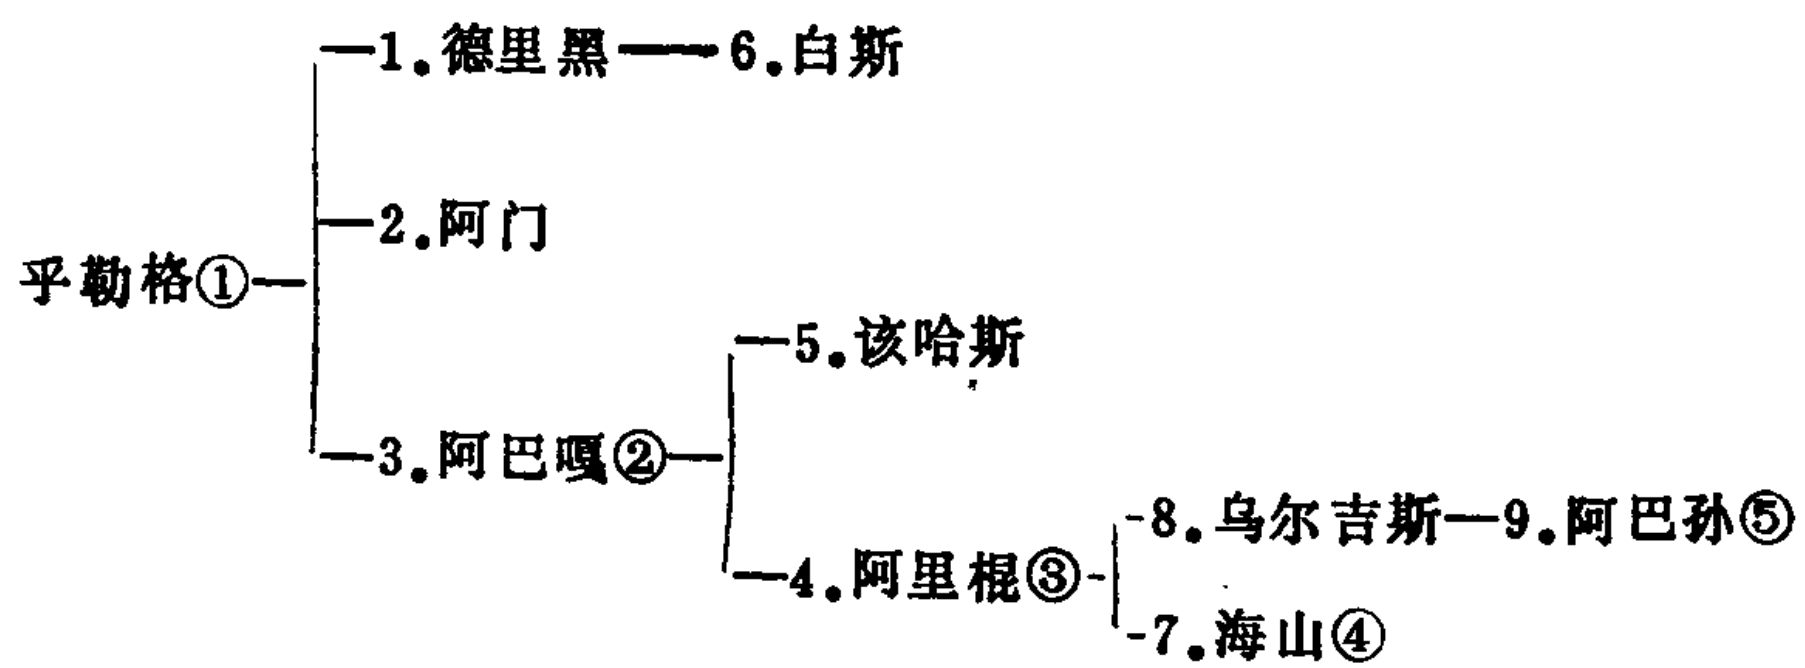 1.德里黑——6.白斯
2.阿门
乎勒格①
5.该哈斯
3.阿巴嘎②
8.乌尔吉斯—9.阿巴孙⑤
4.阿里棍③
7.海山④